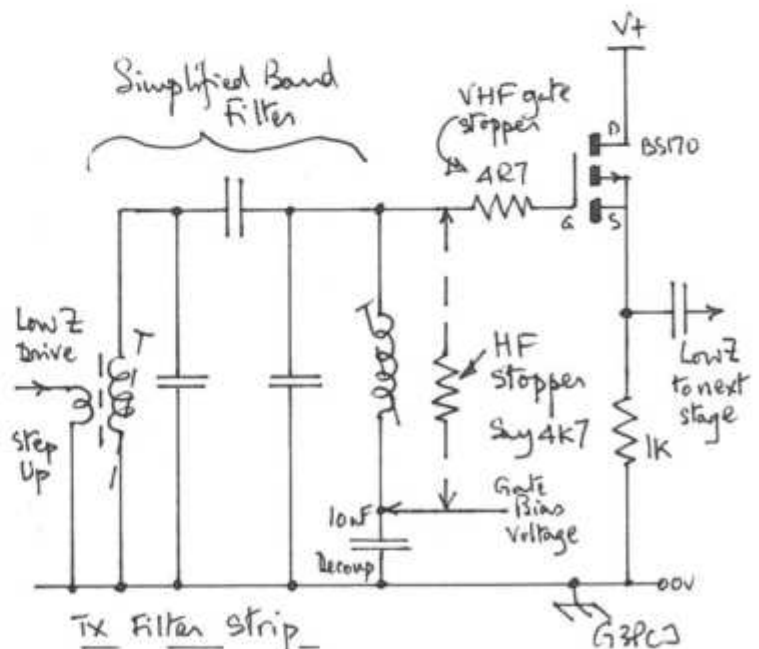 V+
Simplified Band
Filter
VHF gate
stopper
4R7
D
BS170
G
S
Low Z
Drive
Step
Up
T
T
HF
Stopper
Say 4K7
Low Z
to next
stage
1K
Gate
Bias
Voltage
10nF
Decoup
0V
Tx Filter Strip
G3PCJ